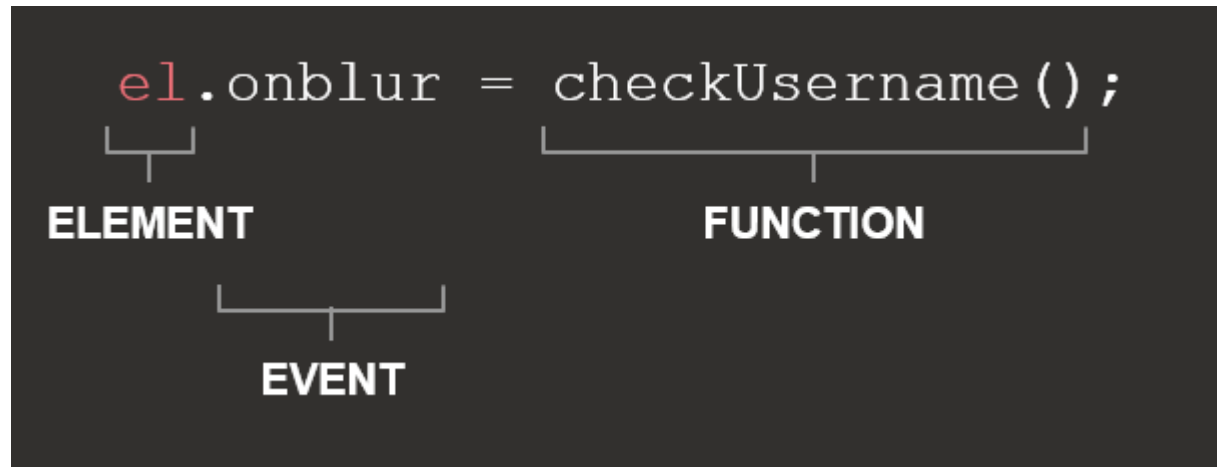 el.onblur = checkUsername();
ELEMENT FUNCTION
EVENT